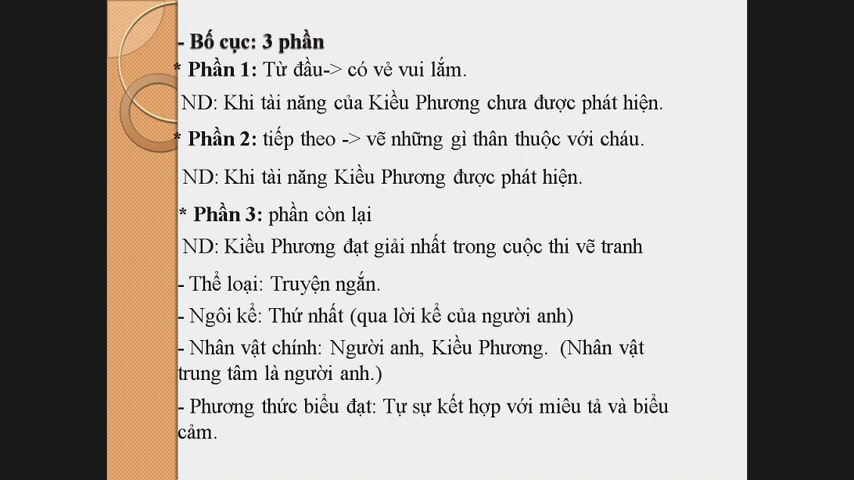 - Bố cục: 3 phần
* Phần 1: Từ đầu-> có vẻ vui lắm.
ND: Khi tài năng của Kiều Phương chưa được phát hiện.
* Phần 2: tiếp theo -> vẽ những gì thân thuộc với cháu.
ND: Khi tài năng Kiều Phương được phát hiện.
* Phần 3: phần còn lại
ND: Kiều Phương đạt giải nhất trong cuộc thi vẽ tranh
- Thể loại: Truyện ngắn.
- Ngôi kể: Thứ nhất (qua lời kể của người anh)
- Nhân vật chính: Người anh, Kiều Phương. (Nhân vật
trung tâm là người anh.)
- Phương thức biểu đạt: Tự sự kết hợp với miêu tả và biểu
cảm.